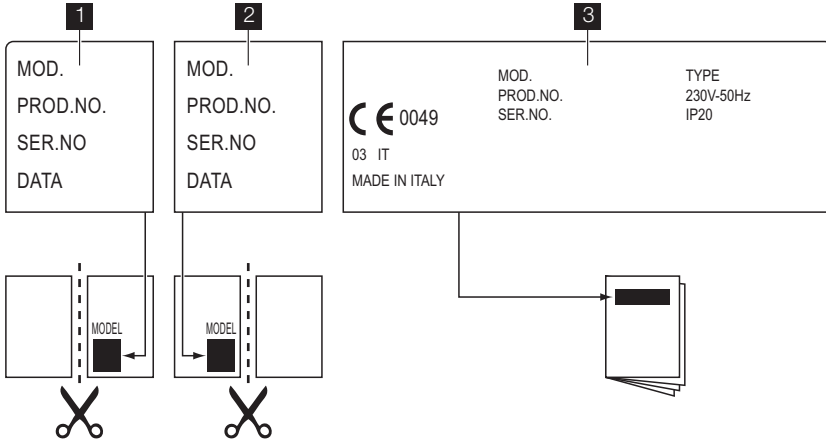 1
MOD.
PROD.NO.
SER.NO
DATA
2
MOD.
PROD.NO.
SER.NO
DATA
3
MOD.
PROD.NO.
SER.NO.
TYPE
230V-50Hz
IP20
CE 0049
03 IT
MADE IN ITALY
MODEL
MODEL